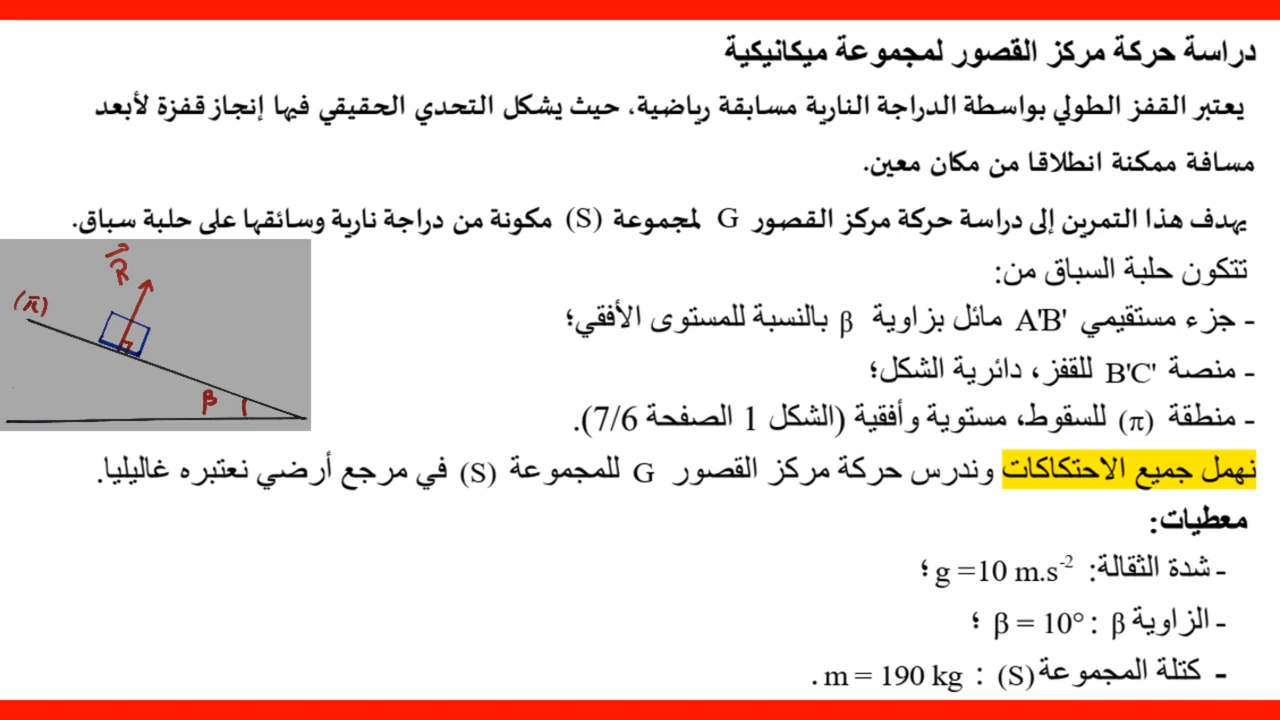 دراسة حركة مركز القصور لمجموعة ميكانيكية
يعتبر القفز الطولي بواسطة الدراجة النارية مسابقة رياضية، حيث يشكل التحدي الحقيقي فيها إنجاز قفزة لأبعد
مسافة ممكنة انطلاقا من مكان معين.
يهدف هذا التمرين إلى دراسة حركة مركز القصور G لمجموعة (S) مكونة من دراجة نارية وسائقها على حلبة سباق.
تتكون حلبة السباق من:
- جزء مستقيمي A'B' مائل بزاوية β بالنسبة للمستوى الأفقي؛
- منصة B'C' للقفز، دائرية الشكل؛
- منطقة (π) للسقوط، مستوية وأفقية (الشكل 1 الصفحة 7/6).
نهمل جميع الاحتكاكات وندرس حركة مركز القصور G للمجموعة (S) في مرجع أرضي نعتبره غاليليا.
معطيات:
- شدة الثقالة: g =10 m.s⁻² ؛
- الزاوية β : β = 10° ؛
- كتلة المجموعة (S) : m = 190 kg .
R
(π)
β